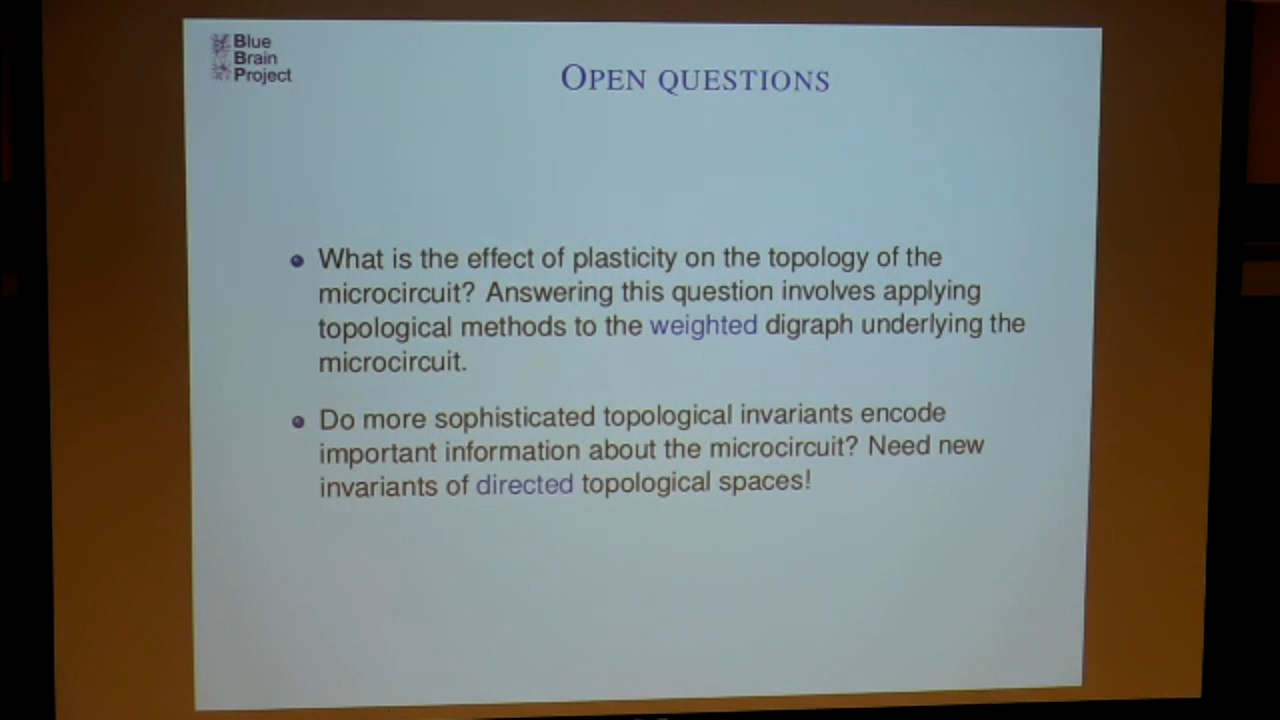 Blue
Brain
Project
OPEN QUESTIONS
What is the effect of plasticity on the topology of the
microcircuit? Answering this question involves applying
topological methods to the weighted digraph underlying the
microcircuit.
Do more sophisticated topological invariants encode
important information about the microcircuit? Need new
invariants of directed topological spaces!